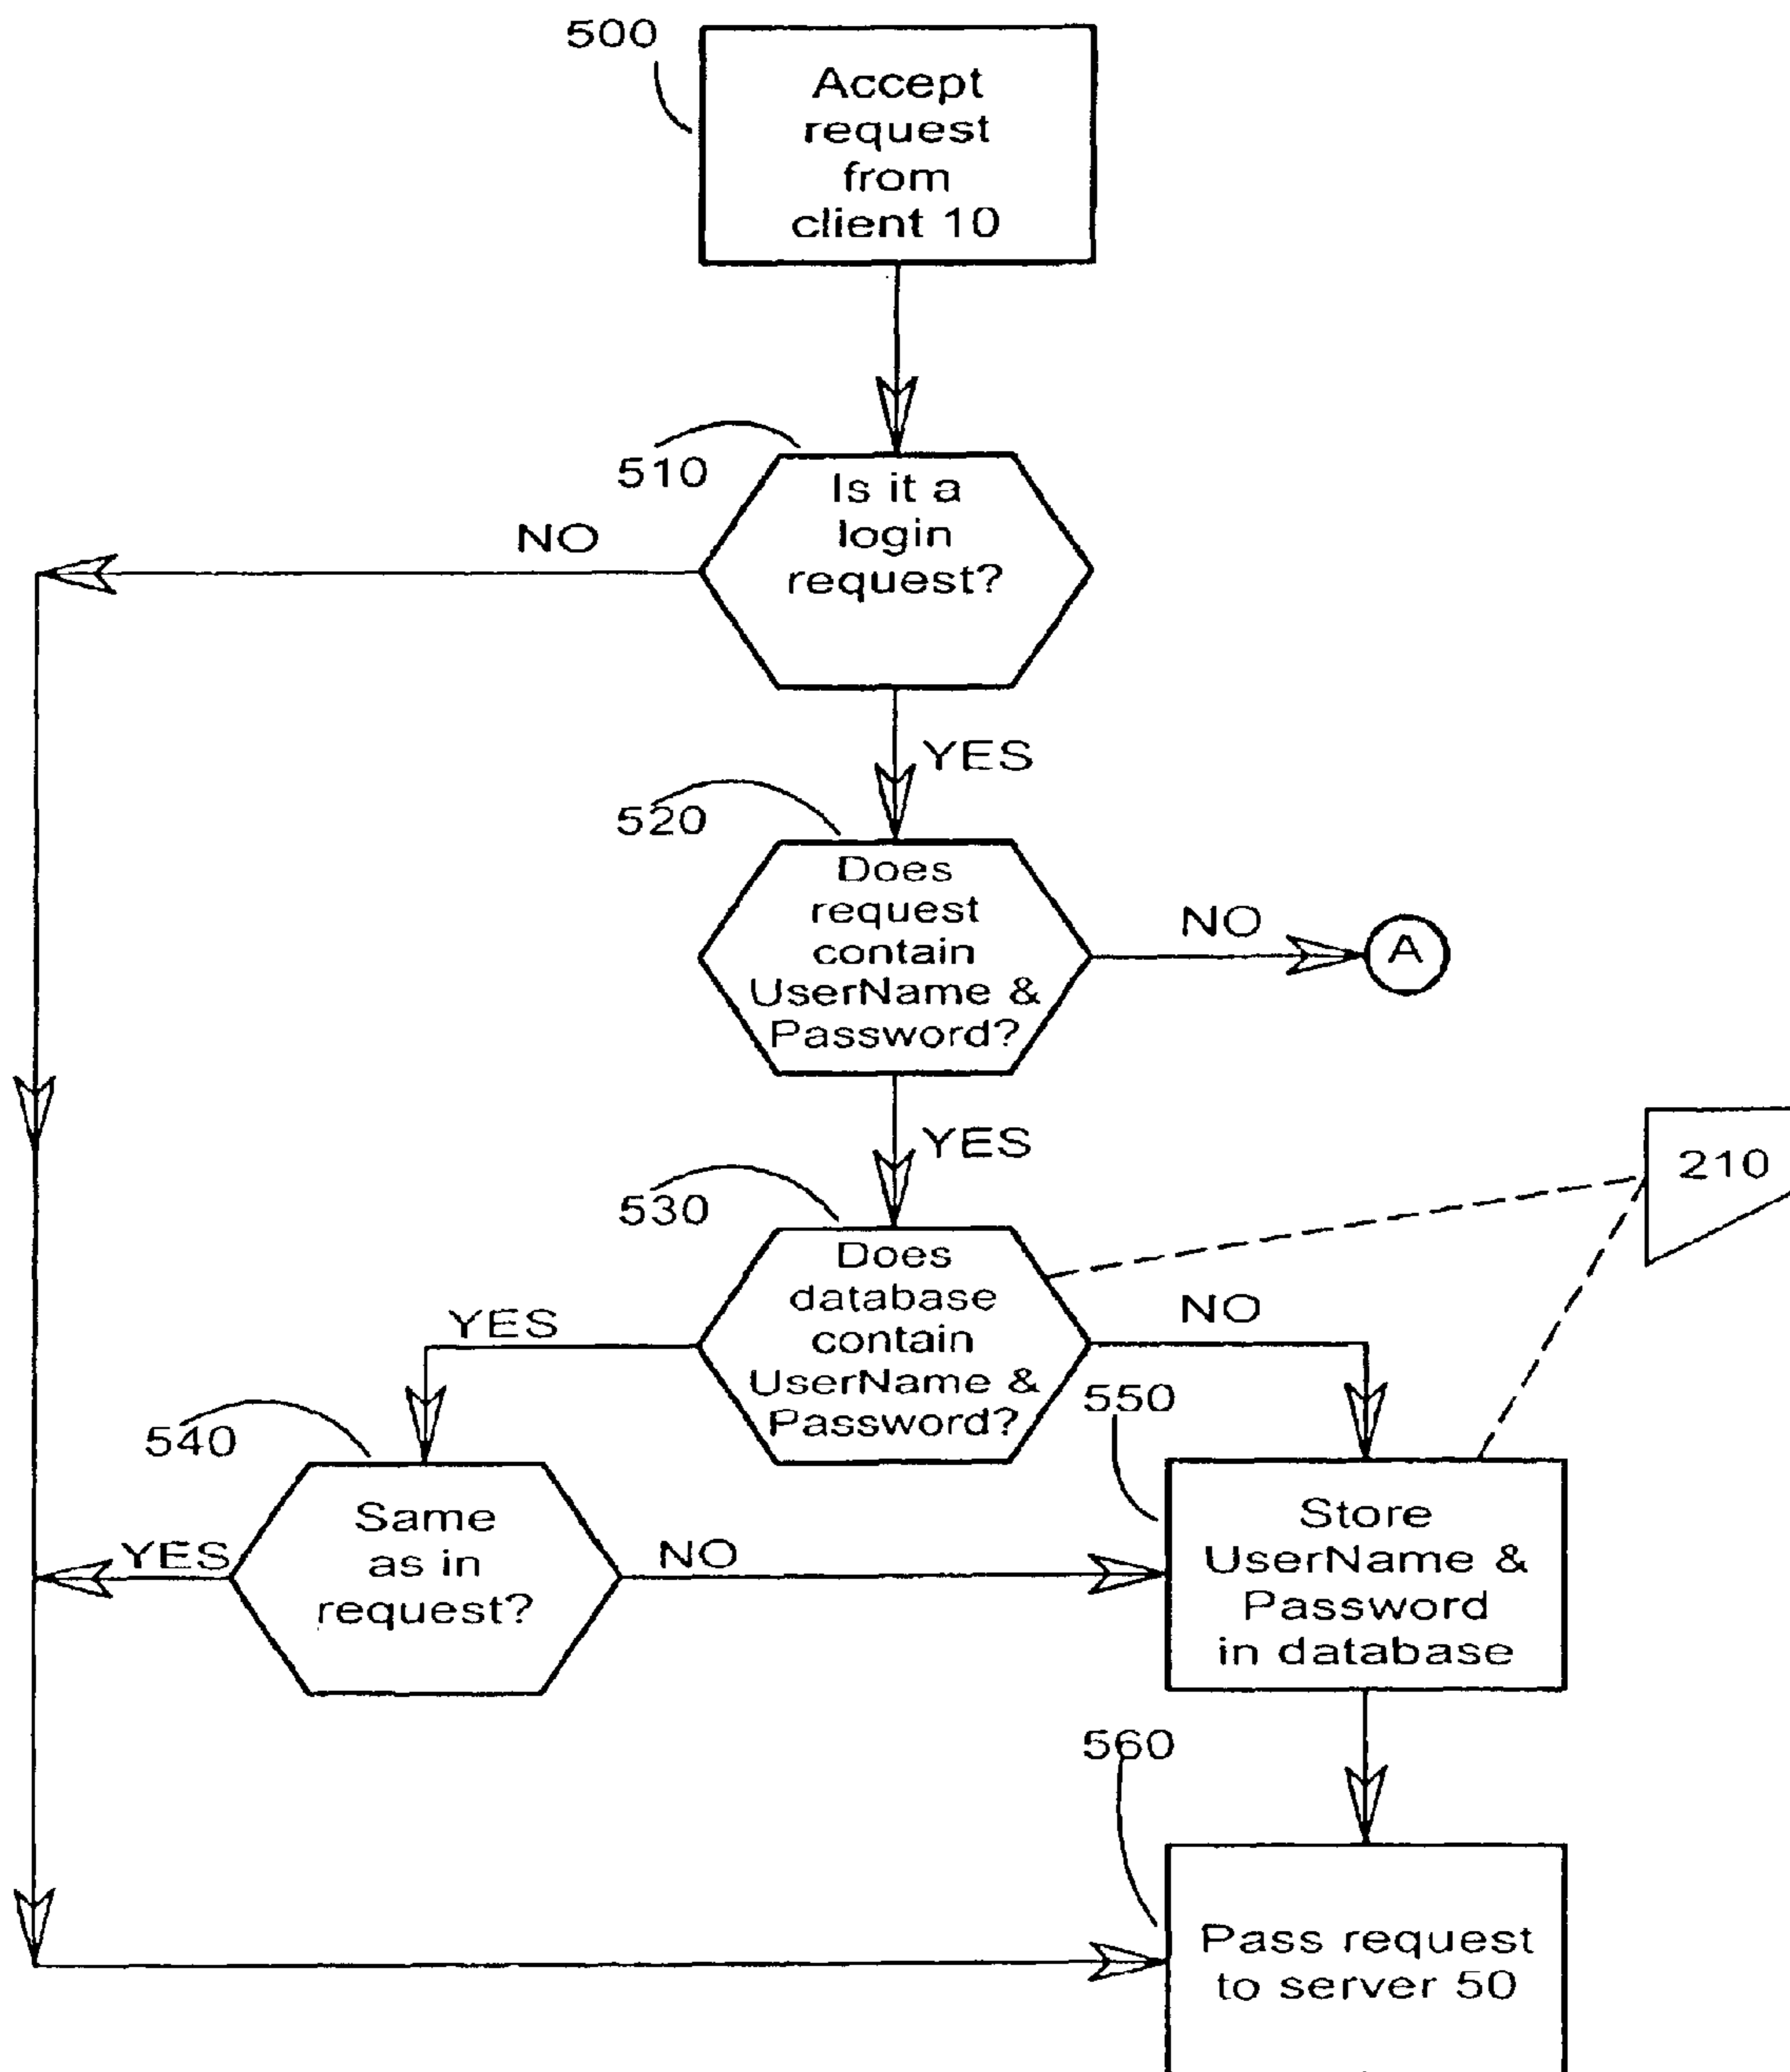 500
Accept
request
from
client 10
510
Is it a
login
request?
NO
YES
520
Does
request
contain
UserName &
Password?
NO
A
YES
530
Does
database
contain
UserName &
Password?
210
YES
NO
540
Same
as in
request?
YES
NO
550
Store
UserName &
Password
in database
560
Pass request
to server 50